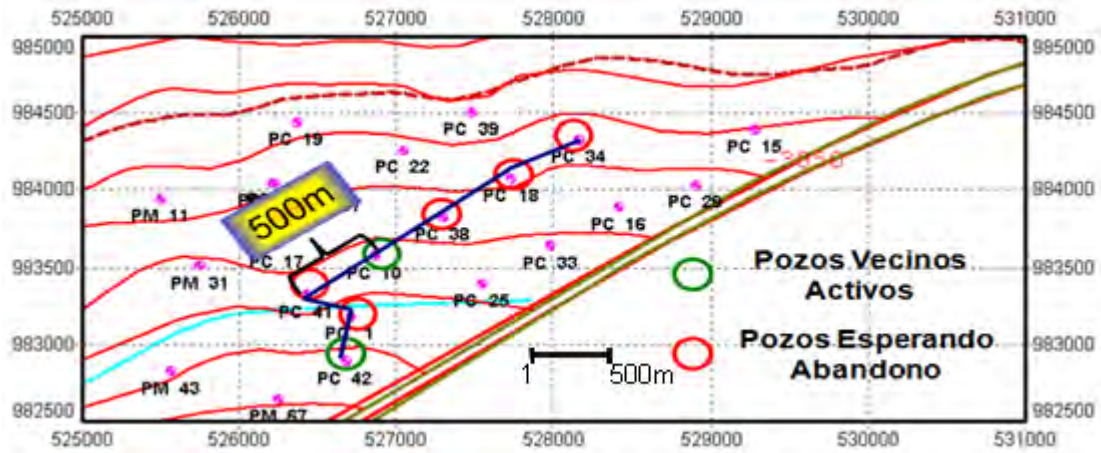 525000 526000 527000 528000 529000 530000 531000
985000 985000
984500 984500
PC 19
PC 39
PC 15
PC 22
PC 34
-3050
984000 984000
PM 11
PC 18
PC 29
PC 16
500m
PC 38
983500 983500
PC 17
PC 10
PC 33
PM 31
PC 25
PC 41
PC 1
Pozos Vecinos
Activos
983000 983000
PM 43
PC 42
1 500m
Pozos Esperando
Abandono
982500 982500
PM 67
525000 526000 527000 528000 529000 530000 531000